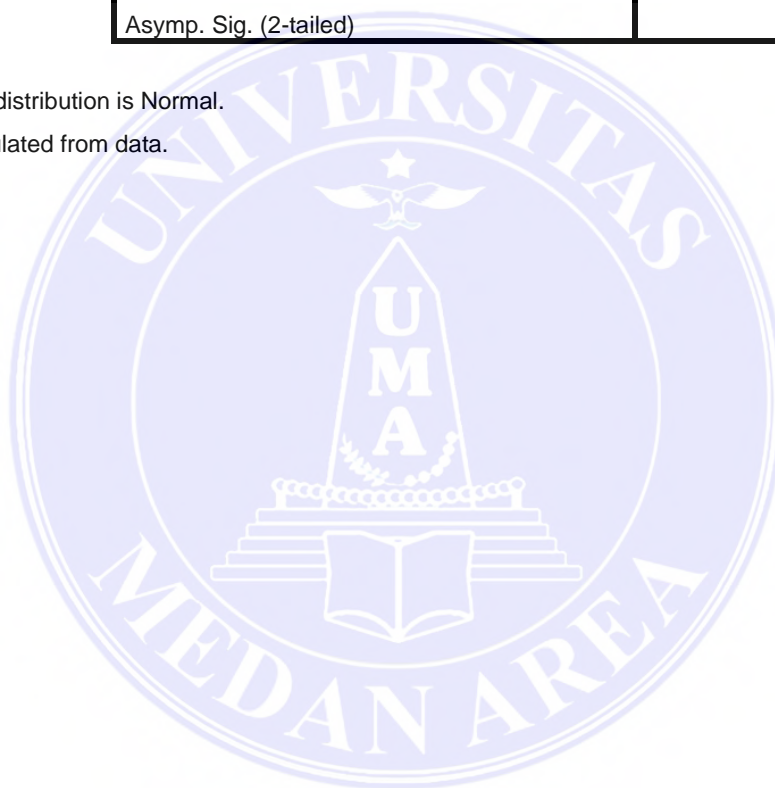 Asymp. Sig. (2-tailed)
distribution is Normal.
lated from data.
UNIVERSITAS
UMA
MEDAN AREA